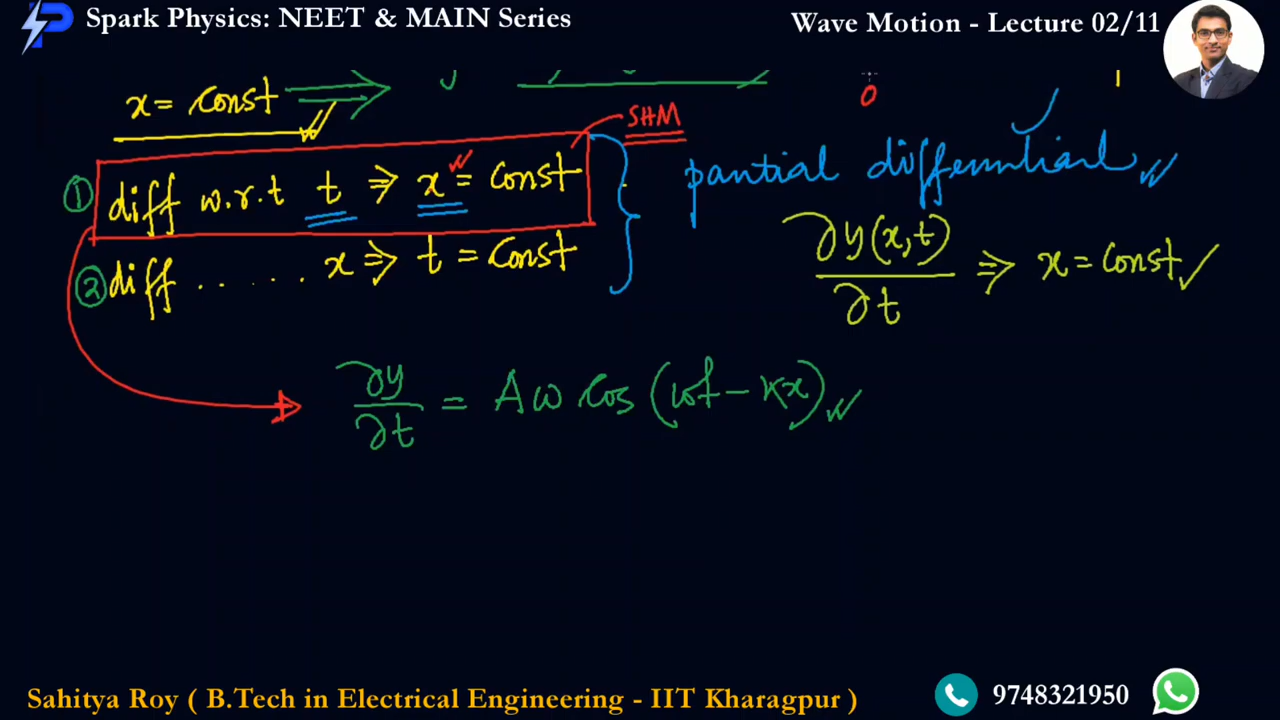 Spark Physics: NEET & MAIN Series
Wave Motion - Lecture 02/11
x = Const
0
SHM
① diff w.r.t t ⇒ x = Const
partial differential
② diff ...... x ⇒ t = Const
∂y(x,t)/∂t ⇒ x = Const
∂y/∂t = Aω Cos (ωt - kx)
Sahitya Roy ( B.Tech in Electrical Engineering - IIT Kharagpur )
9748321950